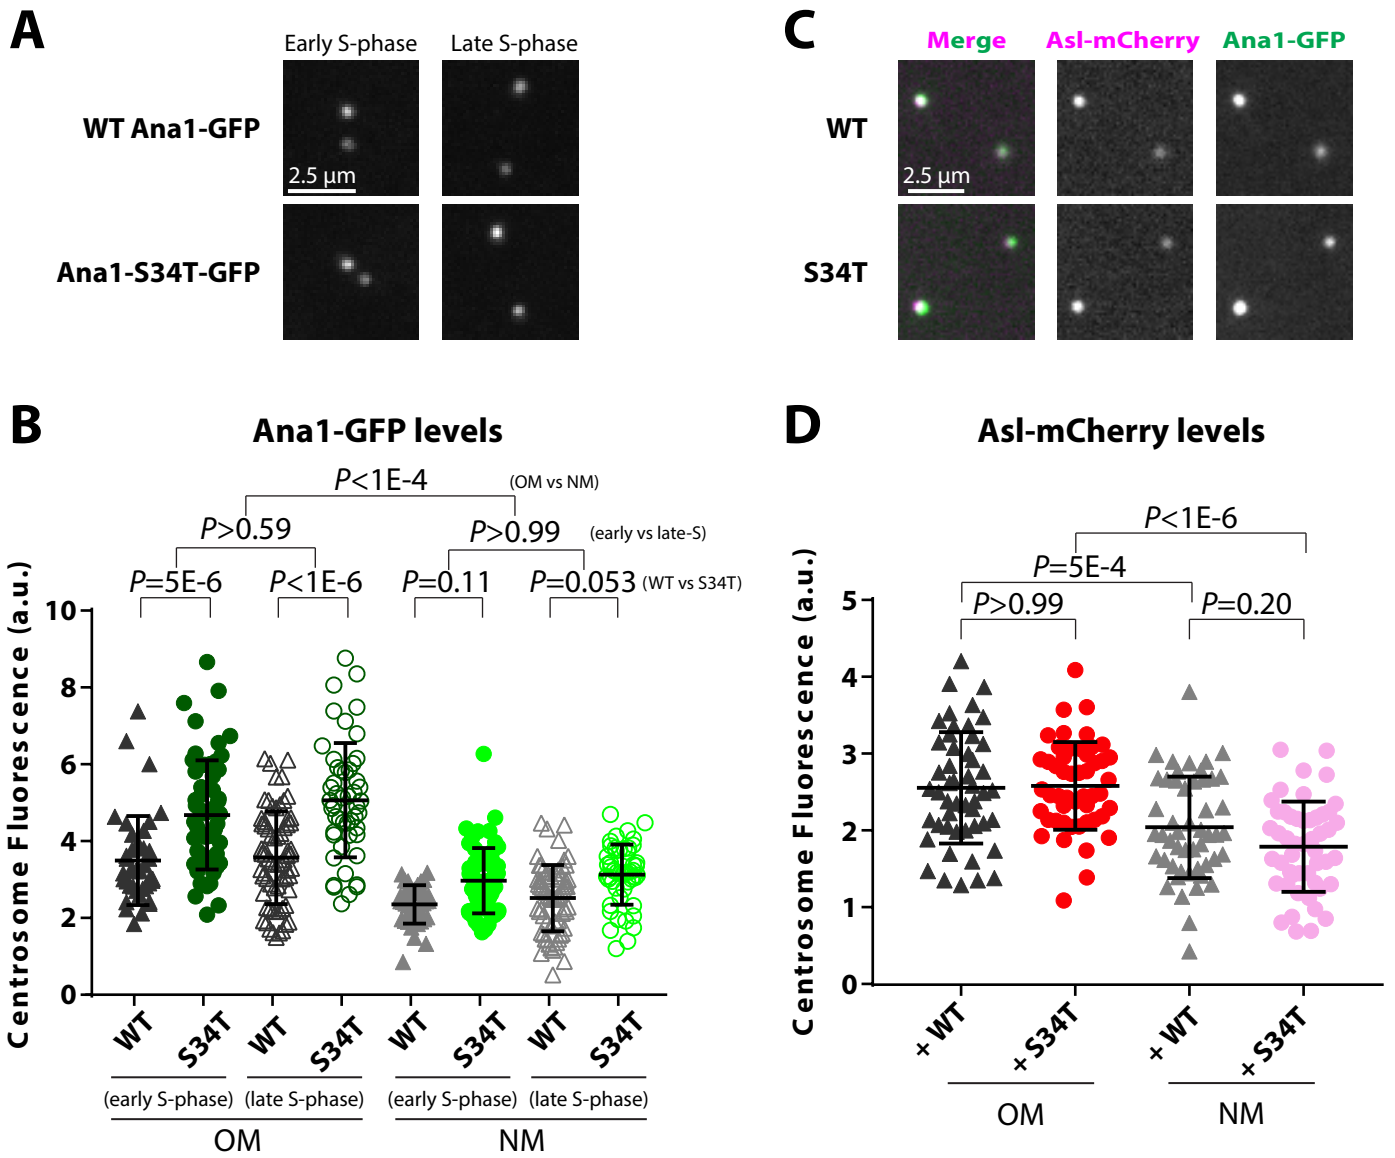 A
Early S-phase
Late S-phase
WT Ana1-GFP
2.5 µm
Ana1-S34T-GFP
B
Ana1-GFP levels
P<1E-4
(OM vs NM)
P>0.59
P>0.99
(early vs late-S)
P=5E-6
P<1E-6
P=0.11
P=0.053
(WT vs S34T)
Centrosome Fluorescence (a.u.)
10
8
6
4
2
0
WT
S34T
WT
S34T
WT
S34T
WT
S34T
(early S-phase)
(late S-phase)
(early S-phase)
(late S-phase)
OM
NM
C
Merge
Asl-mCherry
Ana1-GFP
WT
2.5 µm
S34T
D
Asl-mCherry levels
P<1E-6
P=5E-4
P>0.99
P=0.20
Centrosome Fluorescence (a.u.)
5
4
3
2
1
0
+ WT
+ S34T
+ WT
+ S34T
OM
NM